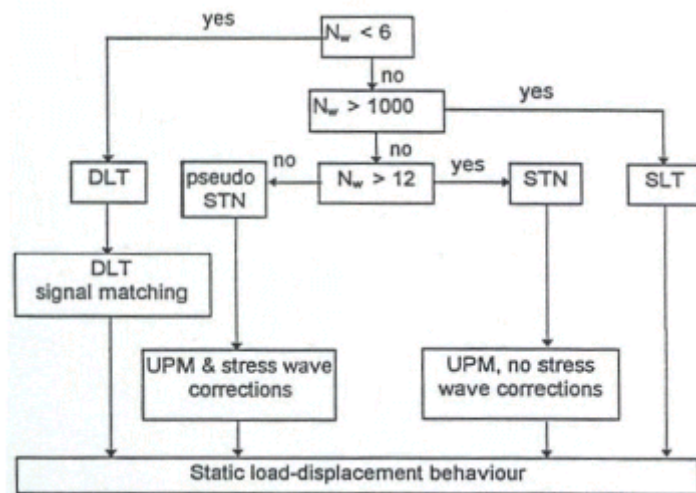 yes
N_w < 6
no
N_w > 1000
yes
no
no
N_w > 12
yes
DLT
pseudo
STN
STN
SLT
DLT
signal matching
UPM & stress wave
corrections
UPM, no stress
wave corrections
Static load-displacement behaviour